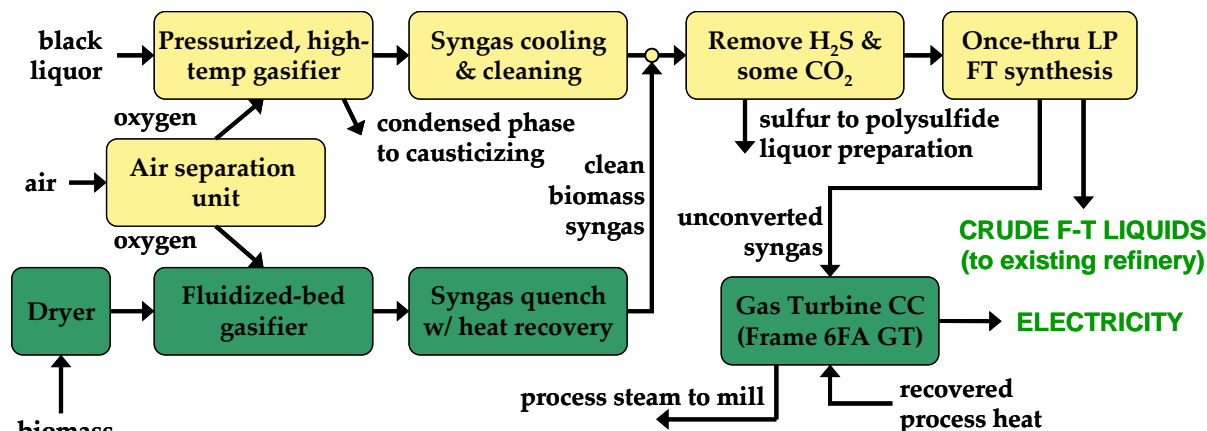 black
liquor
Pressurized, high-
temp gasifier
Syngas cooling
& cleaning
Remove H₂S &
some CO₂
Once-thru LP
FT synthesis
oxygen
condensed phase
to causticizing
sulfur to polysulfide
liquor preparation
air
Air separation
unit
clean
biomass
syngas
oxygen
unconverted
syngas
CRUDE F-T LIQUIDS
(to existing refinery)
Dryer
Fluidized-bed
gasifier
Syngas quench
w/ heat recovery
Gas Turbine CC
(Frame 6FA GT)
ELECTRICITY
process steam to mill
recovered
process heat
biomass